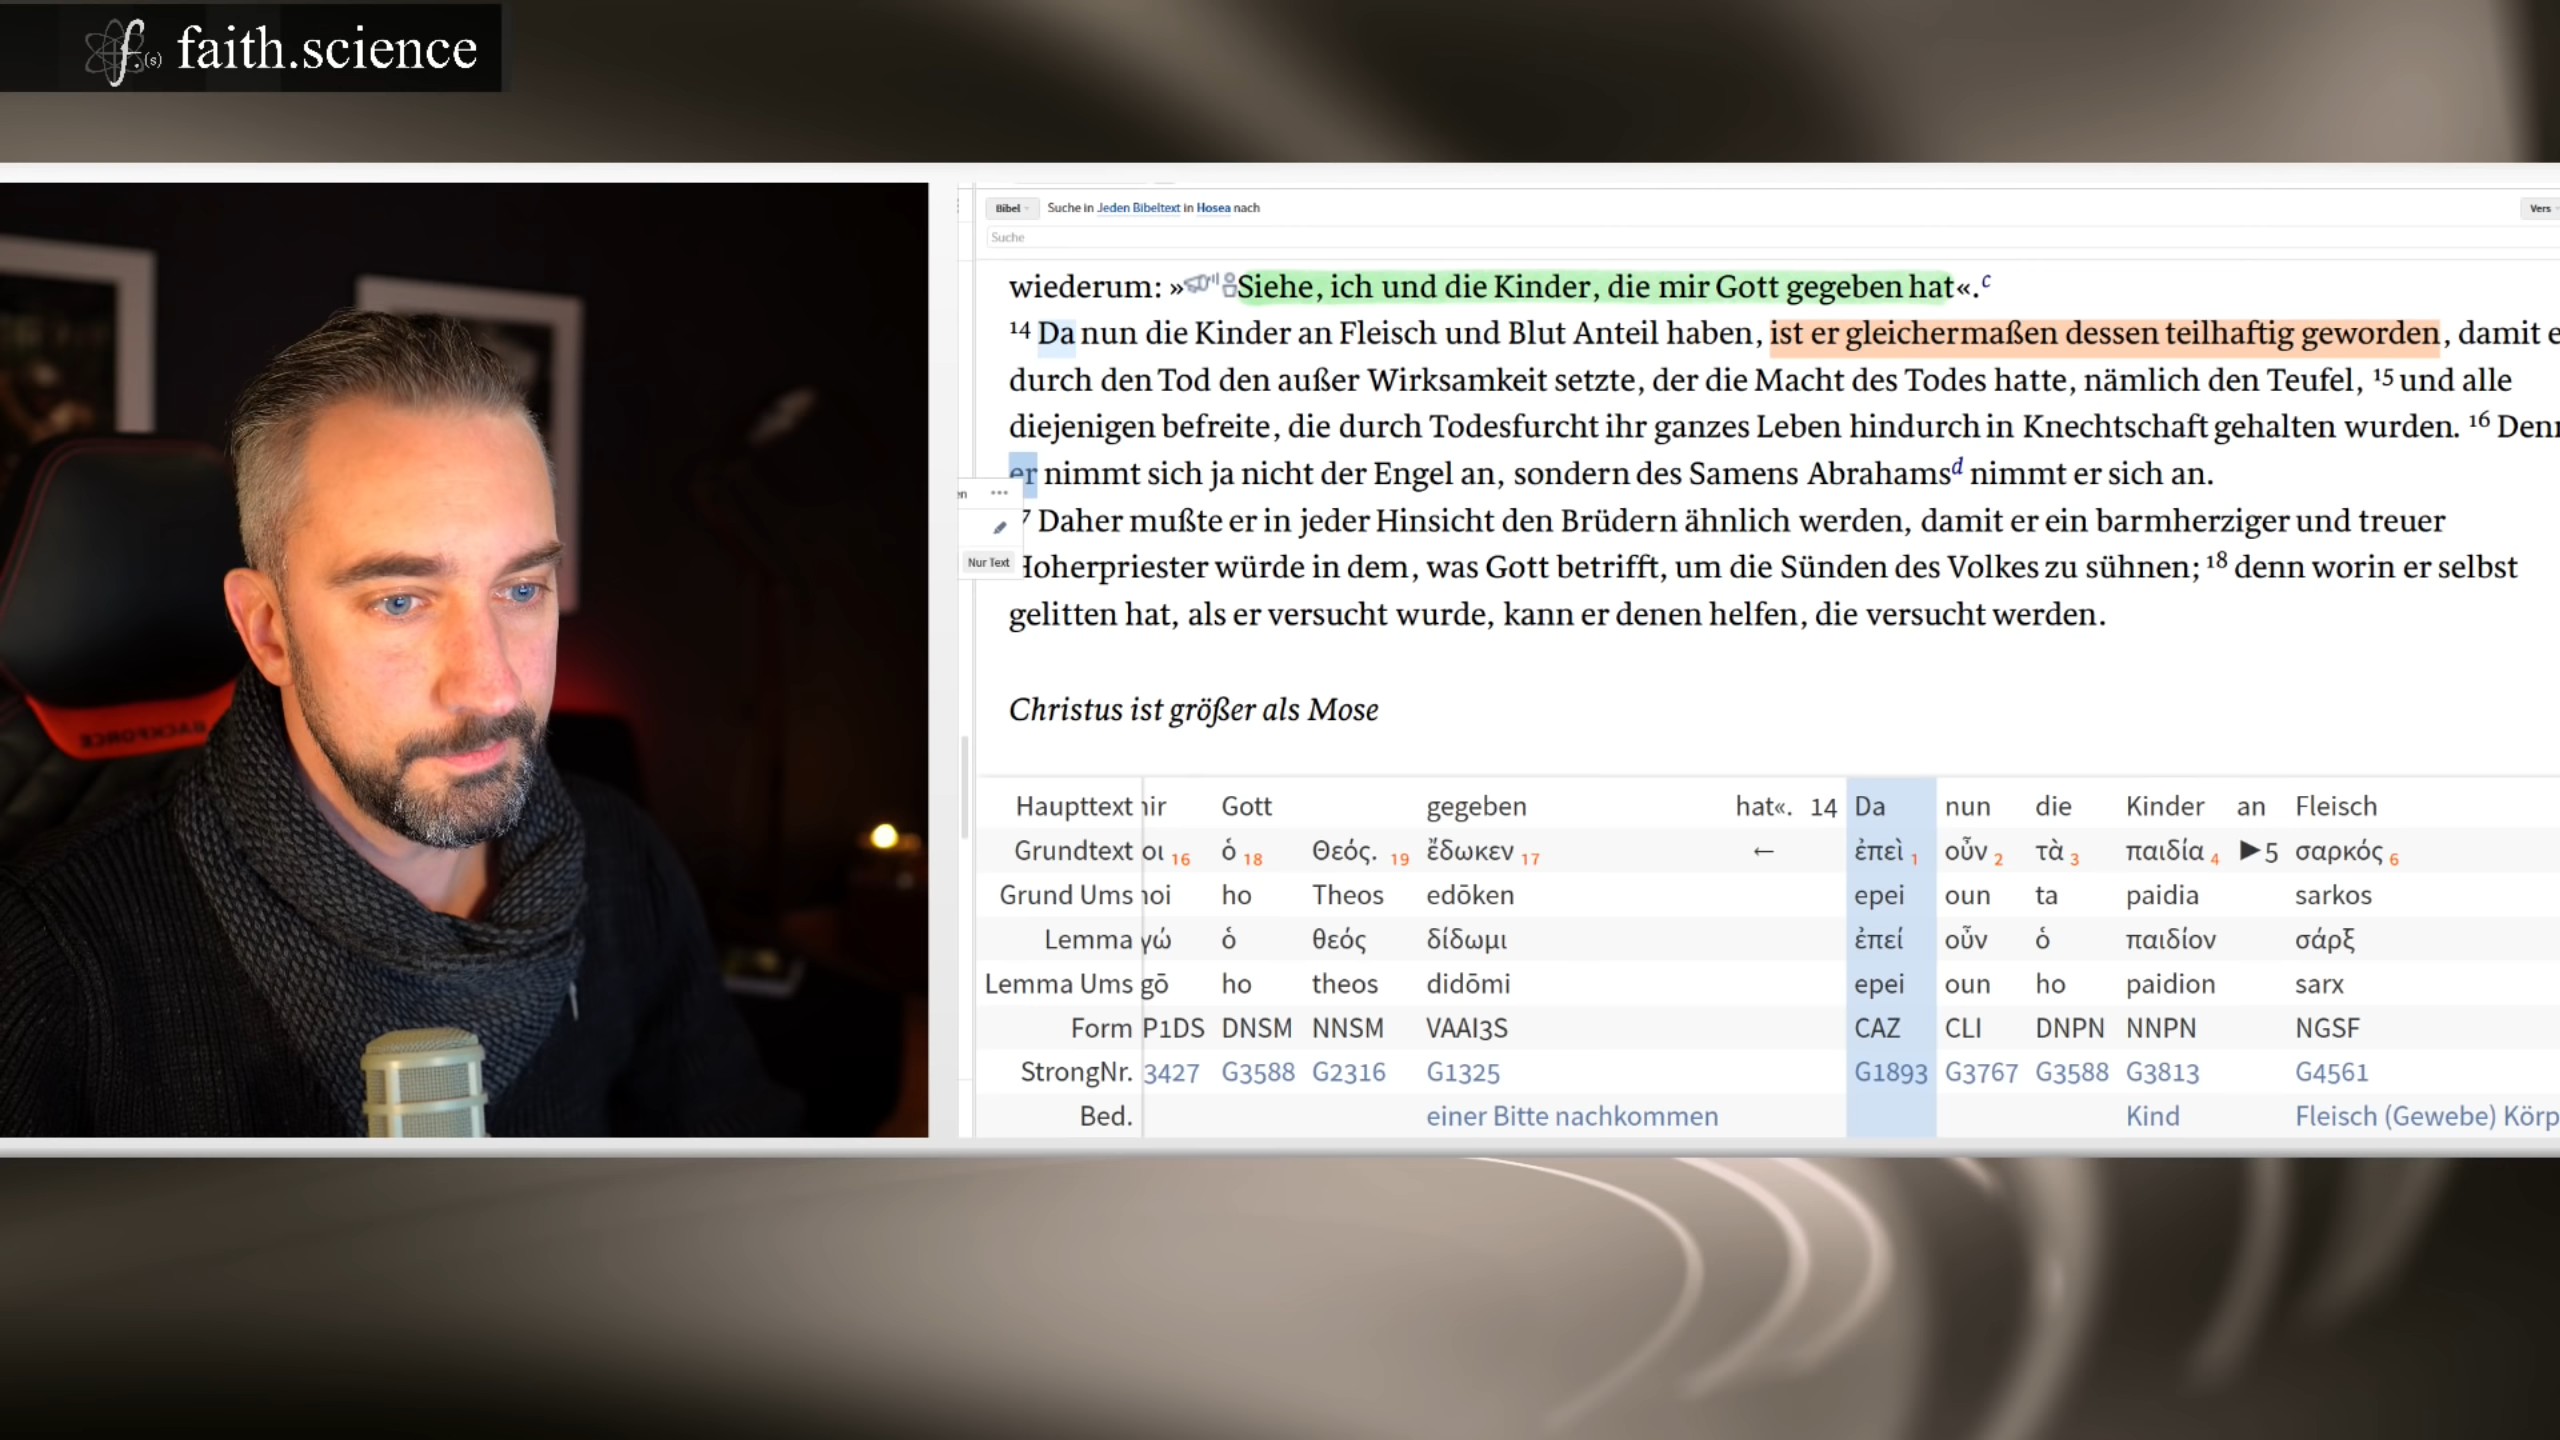 f.(s) faith.science
BACKFORCE
Bibel Suche in Jeden Bibeltext in Hosea nach Vers
Suche
wiederum: »Siehe, ich und die Kinder, die mir Gott gegeben hat«.c
14 Da nun die Kinder an Fleisch und Blut Anteil haben, ist er gleichermaßen dessen teilhaftig geworden, damit e
durch den Tod den außer Wirksamkeit setzte, der die Macht des Todes hatte, nämlich den Teufel, 15 und alle
diejenigen befreite, die durch Todesfurcht ihr ganzes Leben hindurch in Knechtschaft gehalten wurden. 16 Denn
er nimmt sich ja nicht der Engel an, sondern des Samens Abrahamsd nimmt er sich an.
en •••
7 Daher mußte er in jeder Hinsicht den Brüdern ähnlich werden, damit er ein barmherziger und treuer
Nur Text
Hoherpriester würde in dem, was Gott betrifft, um die Sünden des Volkes zu sühnen; 18 denn worin er selbst
gelitten hat, als er versucht wurde, kann er denen helfen, die versucht werden.
Christus ist größer als Mose
Haupttext ir Gott gegeben hat«. 14 Da nun die Kinder an Fleisch
Grundtext οι 16 ὁ 18 Θεός. 19 ἔδωκεν 17 ← ἐπεὶ 1 οὖν 2 τὰ 3 παιδία 4 ▶5 σαρκός 6
Grund Ums oi ho Theos edōken epei oun ta paidia sarkos
Lemma γώ ὁ θεός δίδωμι ἐπεί οὖν ὁ παιδίον σάρξ
Lemma Ums gō ho theos didōmi epei oun ho paidion sarx
Form P1DS DNSM NNSM VAAI3S CAZ CLI DNPN NNPN NGSF
StrongNr. 3427 G3588 G2316 G1325 G1893 G3767 G3588 G3813 G4561
Bed. einer Bitte nachkommen Kind Fleisch (Gewebe) Körp